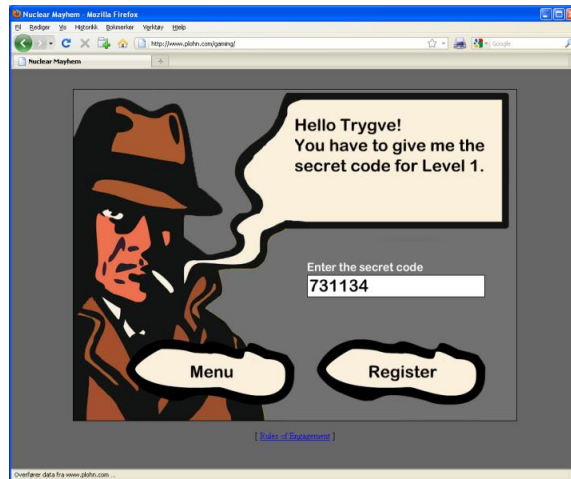 Nuclear Mayhem - Mozilla Firefox
Fil Rediger Vis Historikk Bokmerker Verktøy Hjelp
http://www.plohn.com/gaming/
Google
Nuclear Mayhem
Hello Trygve!
You have to give me the
secret code for Level 1.
Enter the secret code
731134
Menu
Register
[ Rules of Engagement ]
Overfører data fra www.plohn.com ...